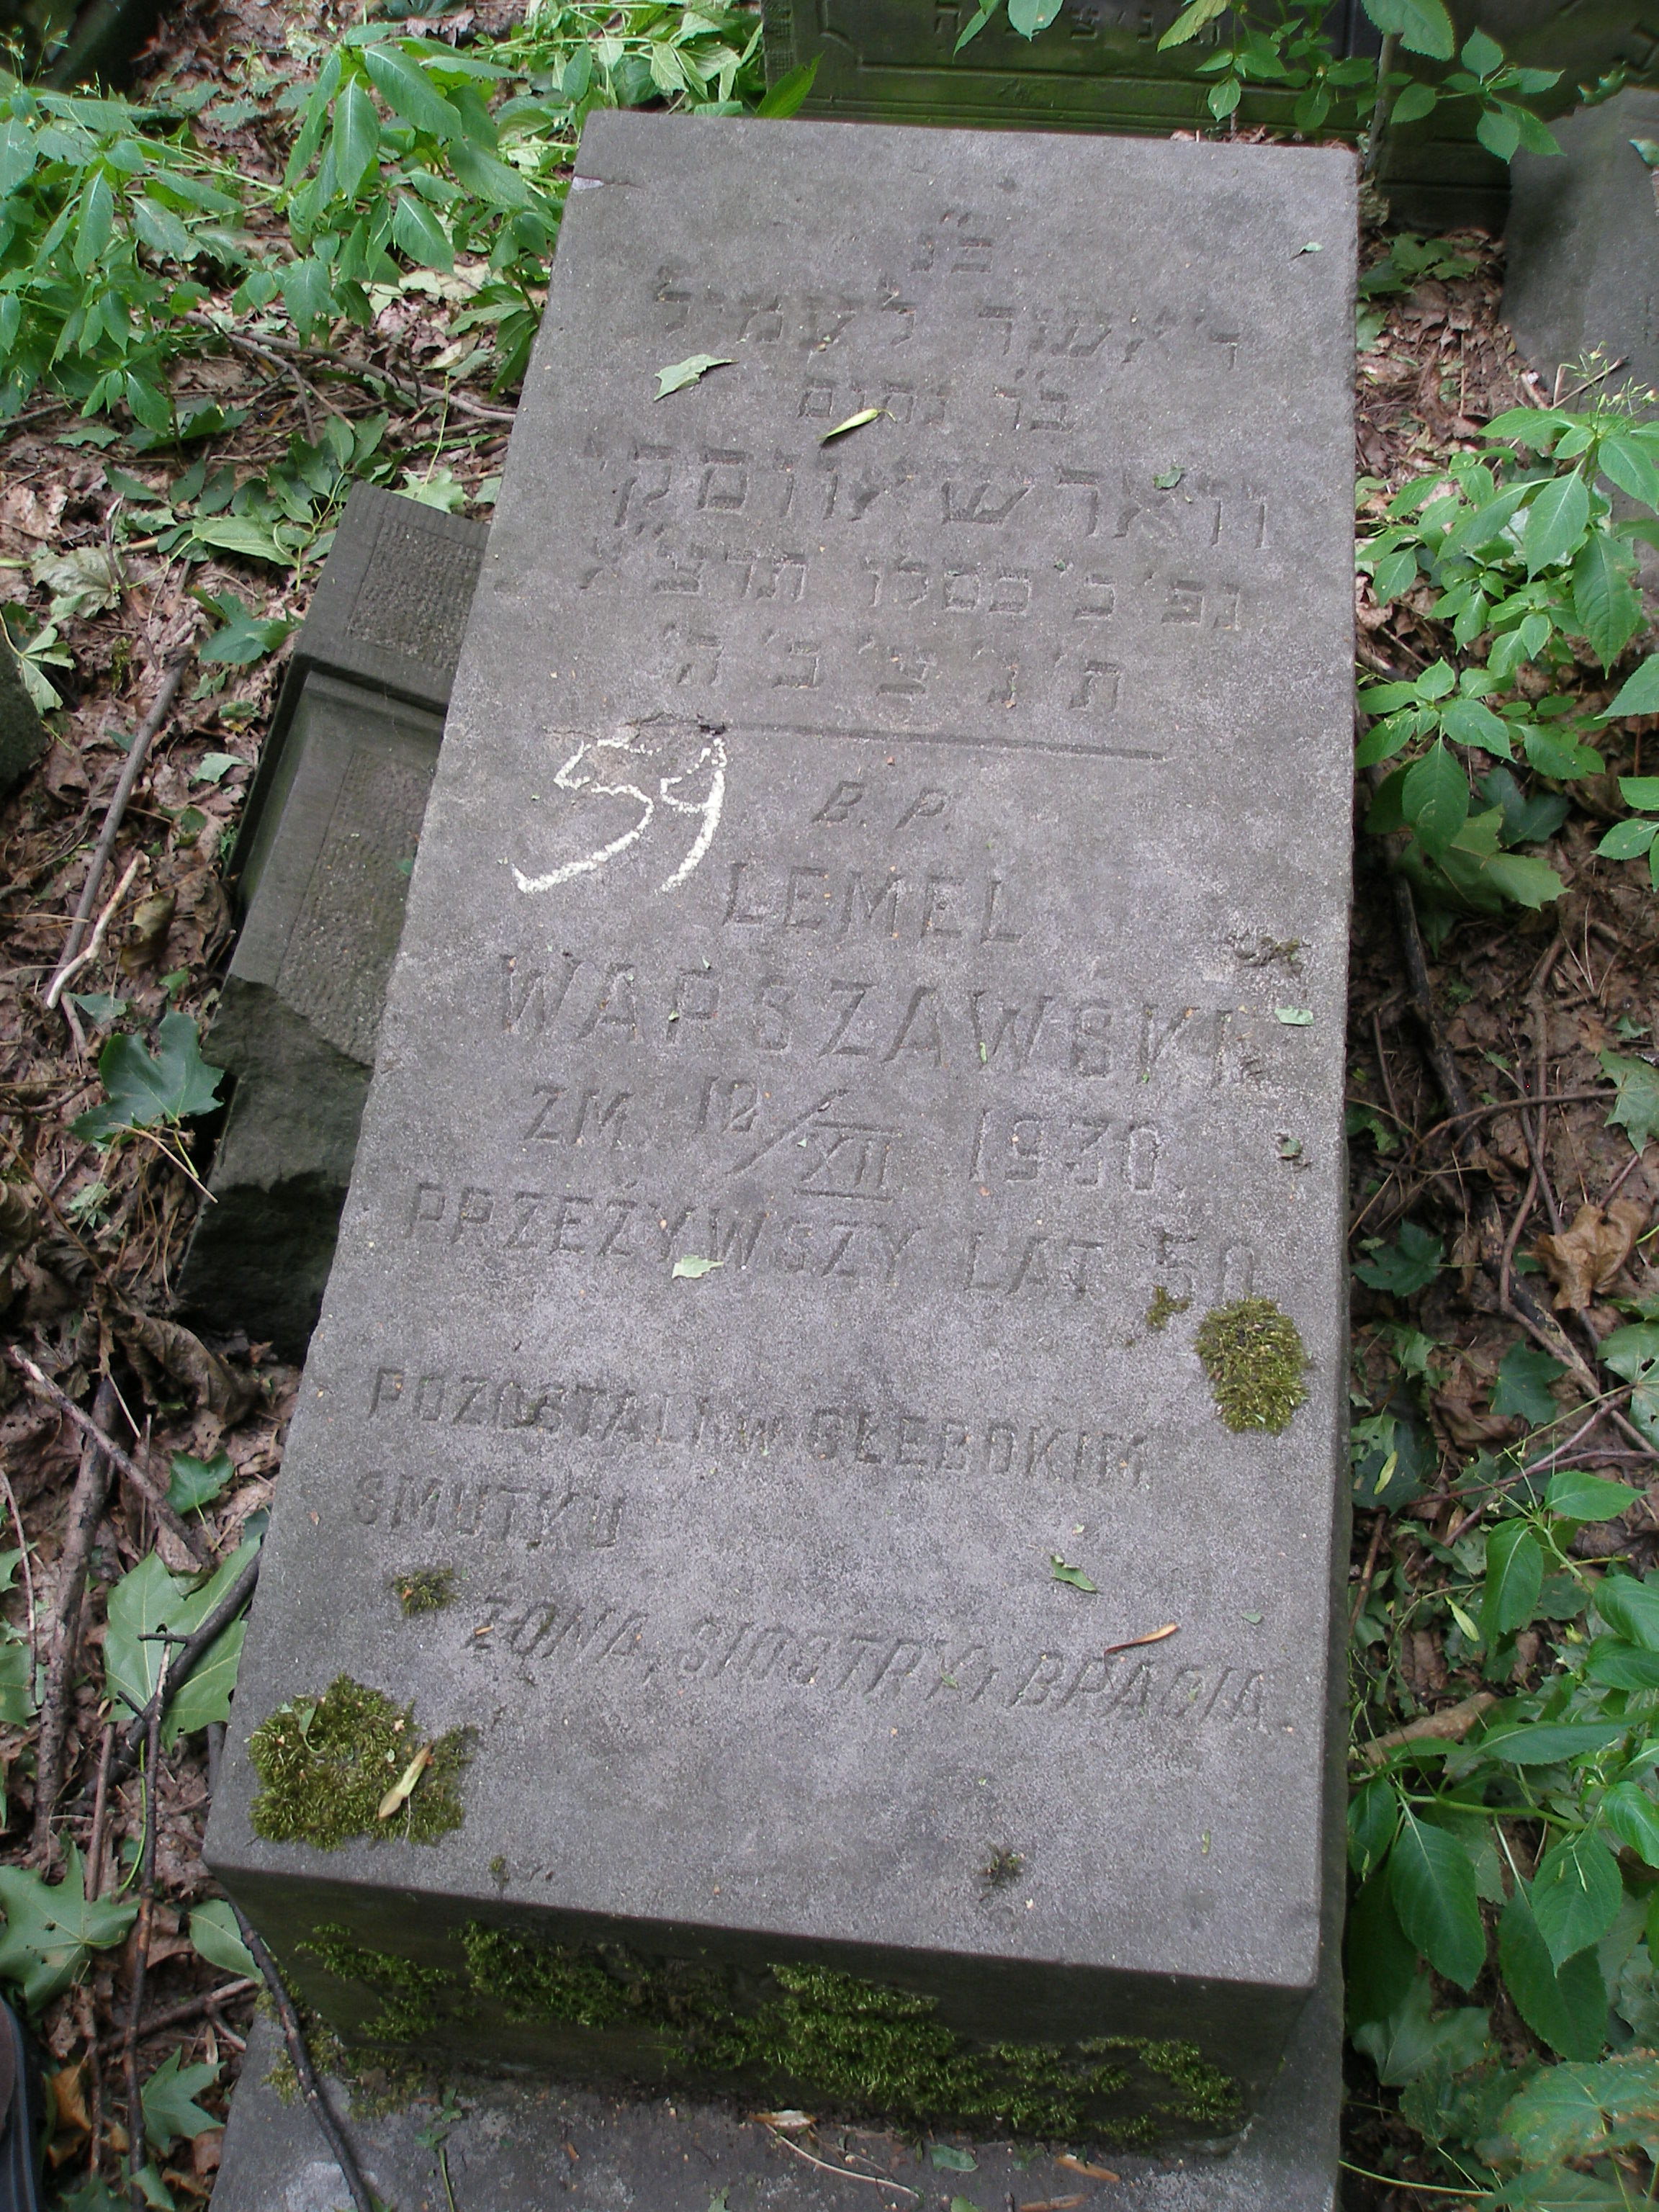 פ״נ
ר׳ אשר לעמיל
ב״ר נחום
ווארשאווסקי
נפ׳ כ׳ כסלו תרצ״א
ת׳ נ׳ צ׳ ב׳ ה׳
59
B. P.
LEMEL
WARSZAWSKI
ZM. 10/XII 1930
PRZEŻYWSZY LAT 50
POZOSTALI W GŁĘBOKIM
SMUTKU
ŻONA, SIOSTRY, BRACIA